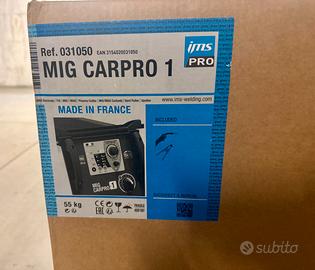 Ref. 031050 EAN 3154020031050
MIG CARPRO 1
ims
PRO
www.ims-welding.com
MADE IN FRANCE
INCLUDED
MIG
CARPRO 1
55 kg
subito